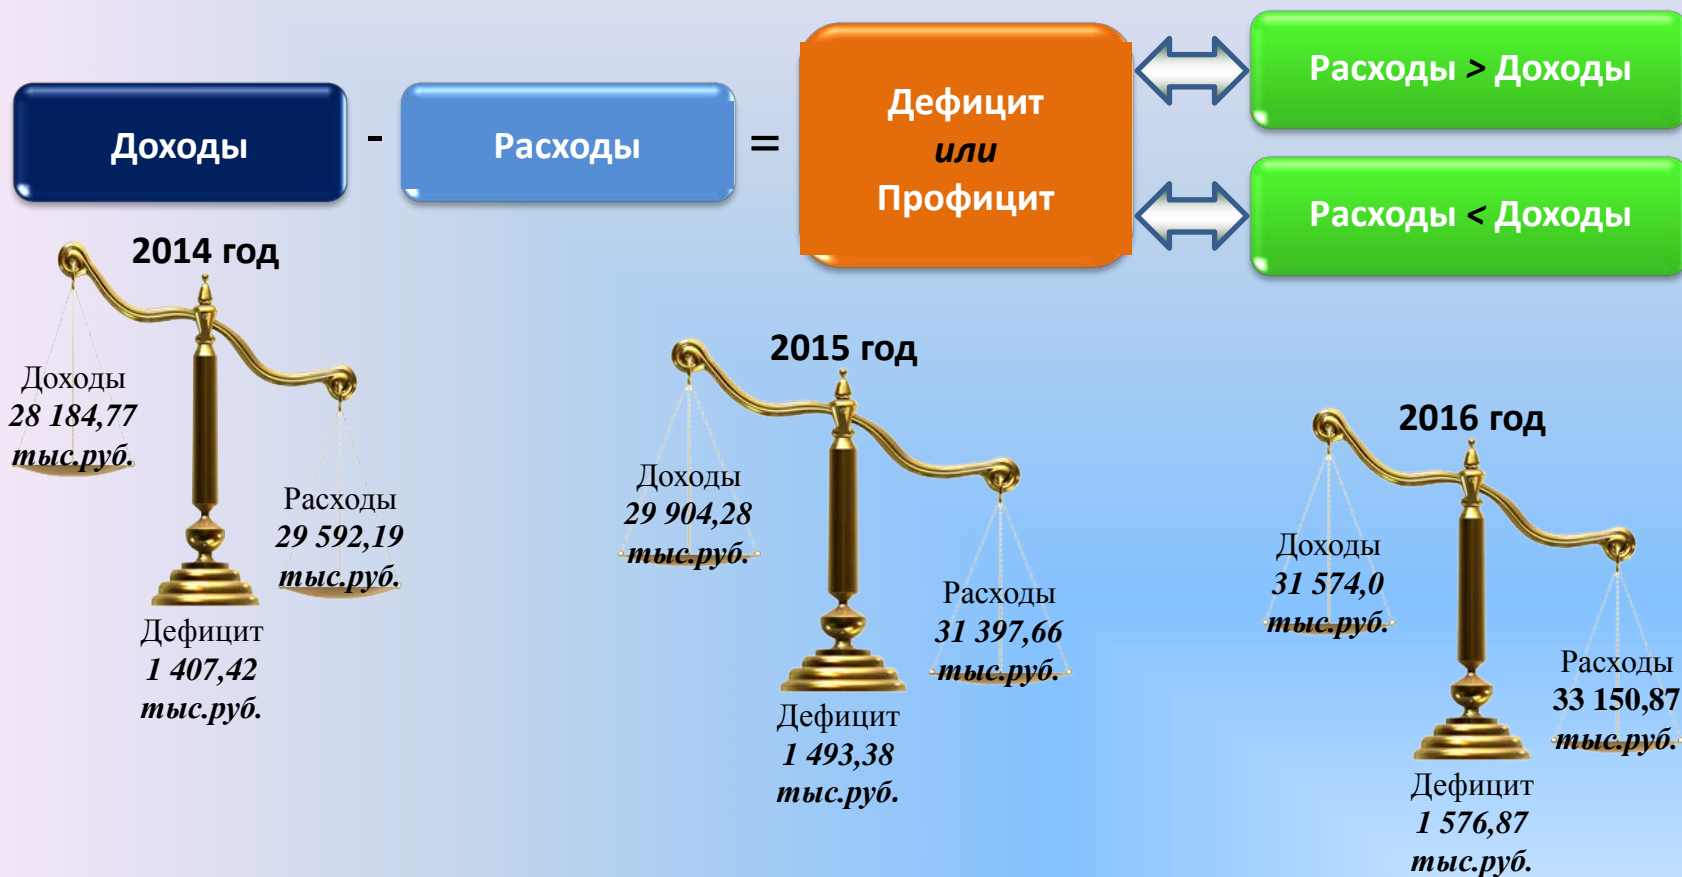 Доходы
-
Расходы
=
Дефицит
или
Профицит
Расходы > Доходы
Расходы < Доходы
2014 год
Доходы
28 184,77
тыс.руб.
Расходы
29 592,19
тыс.руб.
Дефицит
1 407,42
тыс.руб.
2015 год
Доходы
29 904,28
тыс.руб.
Расходы
31 397,66
тыс.руб.
Дефицит
1 493,38
тыс.руб.
2016 год
Доходы
31 574,0
тыс.руб.
Расходы
33 150,87
тыс.руб.
Дефицит
1 576,87
тыс.руб.